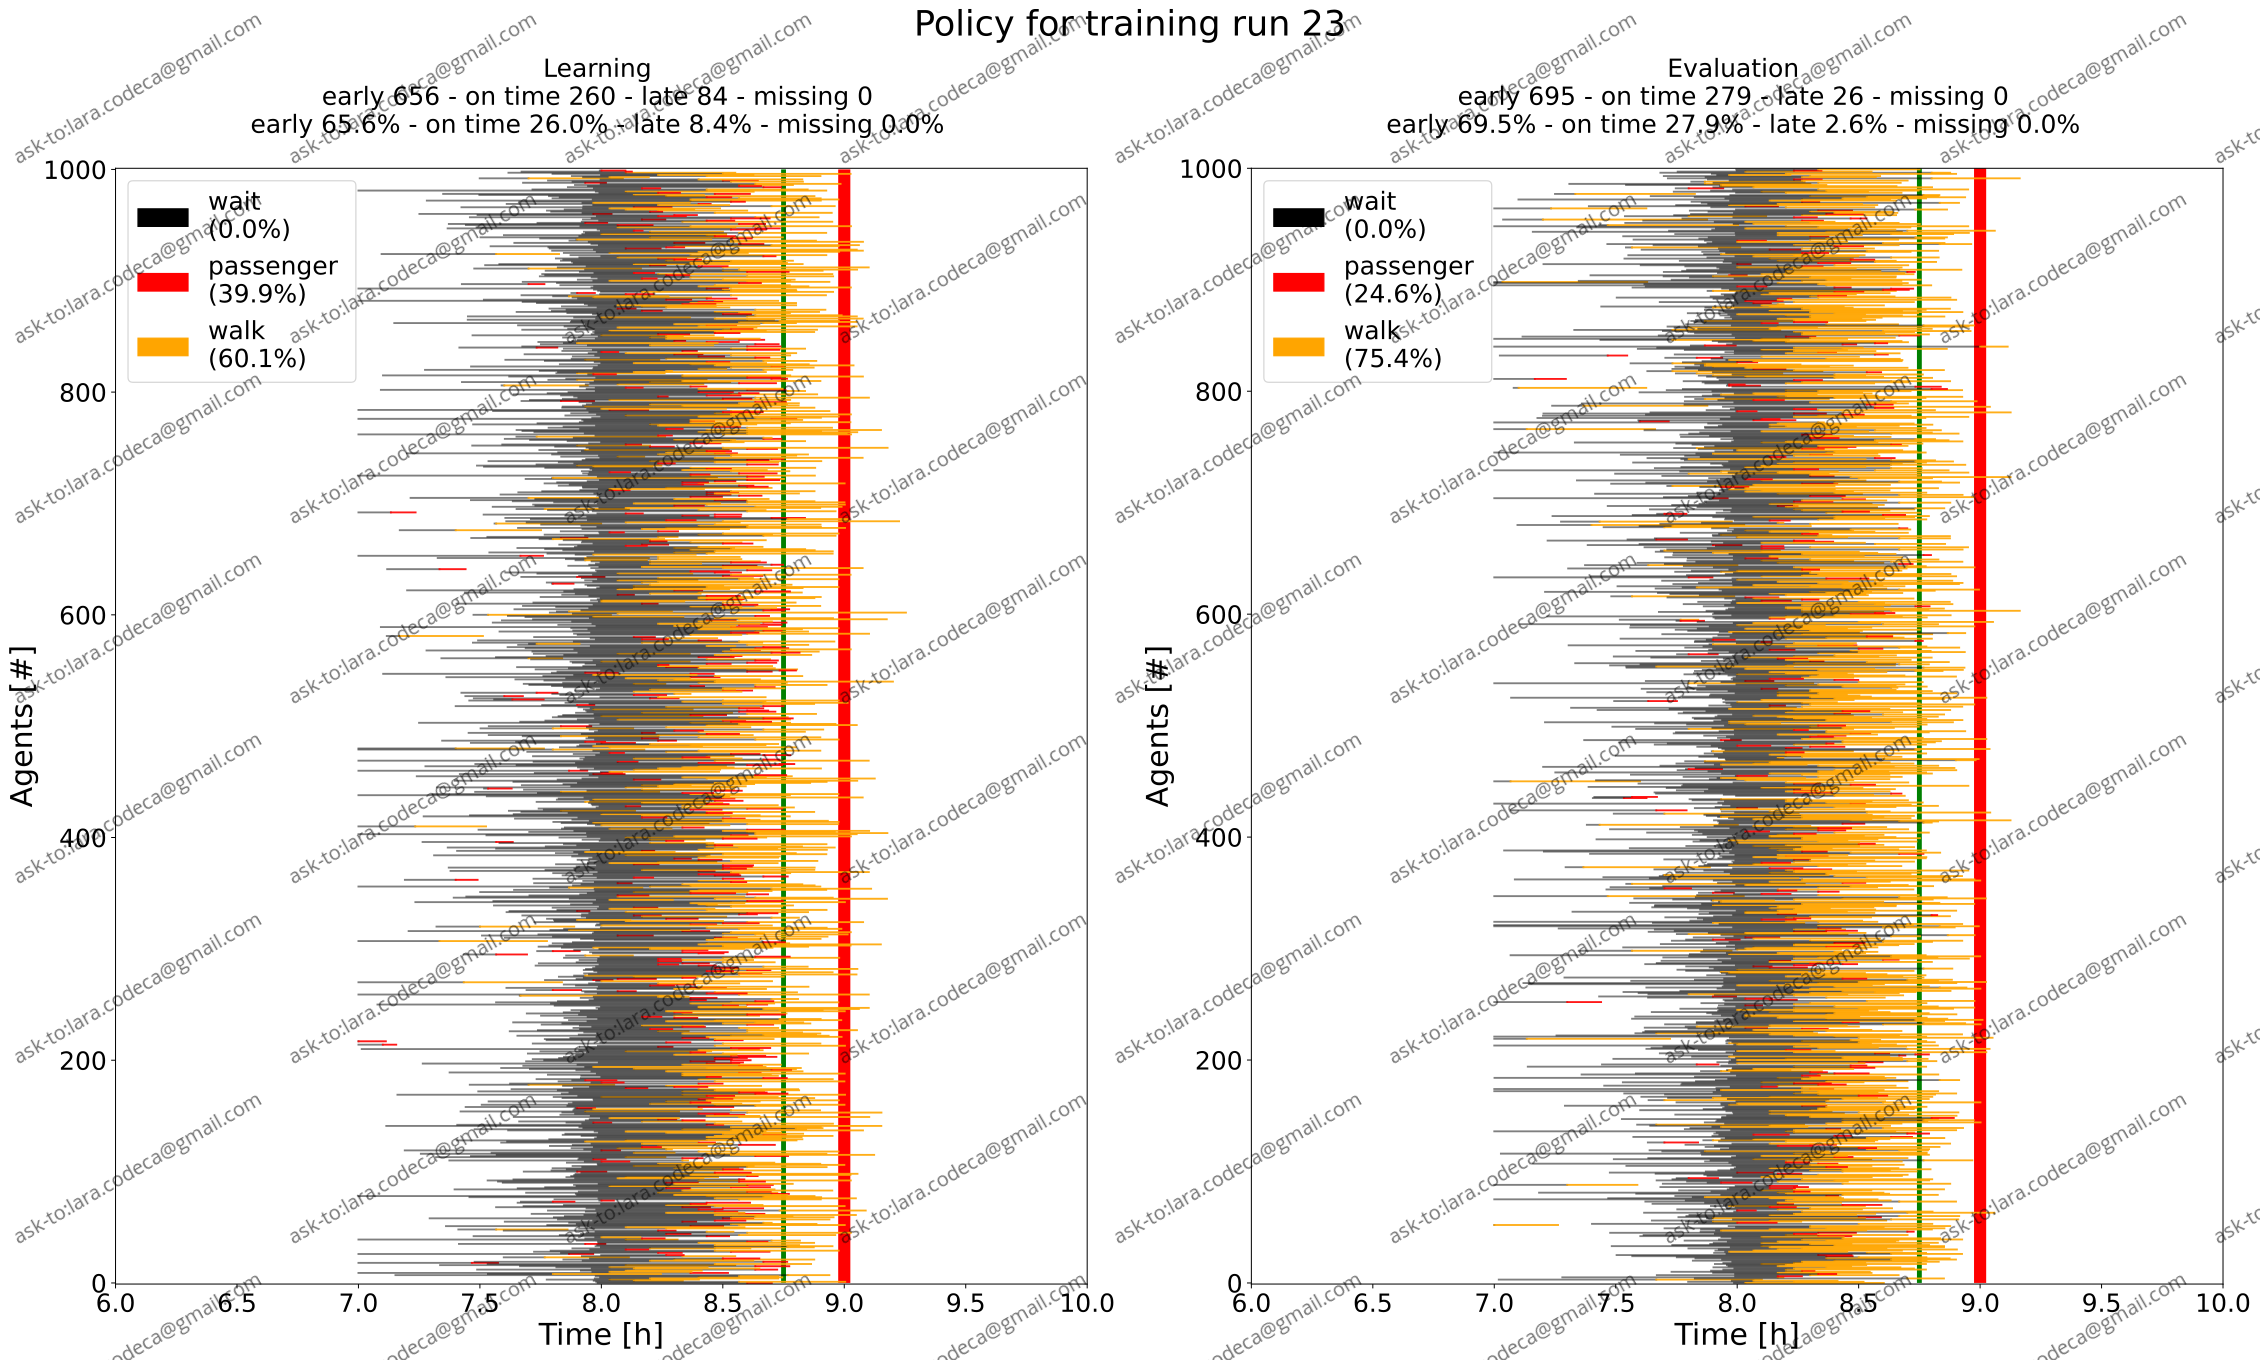 Policy for training run 23
Learning
early 656 - on time 260 - late 84 - missing 0
early 65.6% - on time 26.0% - late 8.4% - missing 0.0%
Evaluation
early 695 - on time 279 - late 26 - missing 0
early 69.5% - on time 27.9% - late 2.6% - missing 0.0%
wait
(0.0%)
passenger
(39.9%)
walk
(60.1%)
1000
800
600
400
200
0
Agents [#]
6.0 6.5 7.0 7.5 8.0 8.5 9.0 9.5 10.0
Time [h]
wait
(0.0%)
passenger
(24.6%)
walk
(75.4%)
1000
800
600
400
200
0
Agents [#]
6.0 6.5 7.0 7.5 8.0 8.5 9.0 9.5 10.0
Time [h]
ask-to:lara.codeca@gmail.com